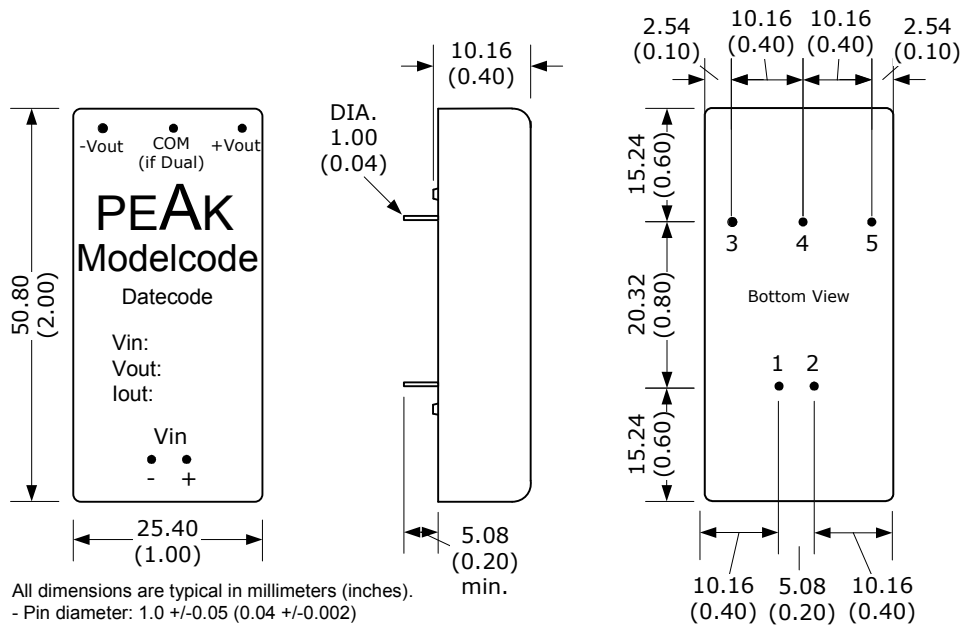 -Vout
COM
(if Dual)
+Vout
PEAK
Modelcode
Datecode
Vin:
Vout:
Iout:
Vin
- +
50.80
(2.00)
25.40
(1.00)
10.16
(0.40)
DIA.
1.00
(0.04)
5.08
(0.20)
min.
2.54
(0.10)
10.16
(0.40)
10.16
(0.40)
2.54
(0.10)
15.24
(0.60)
3 4 5
20.32
(0.80)
Bottom View
1 2
15.24
(0.60)
10.16
(0.40)
5.08
(0.20)
10.16
(0.40)
All dimensions are typical in millimeters (inches).
- Pin diameter: 1.0 +/-0.05 (0.04 +/-0.002)